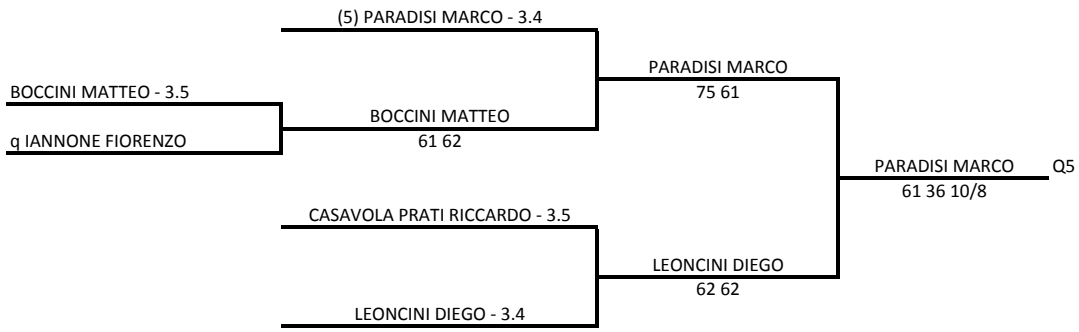 (5) PARADISI MARCO - 3.4
PARADISI MARCO
75 61
BOCCINI MATTEO - 3.5
BOCCINI MATTEO
61 62
q IANNONE FIORENZO
PARADISI MARCO Q5
61 36 10/8
CASAVOLA PRATI RICCARDO - 3.5
LEONCINI DIEGO
62 62
LEONCINI DIEGO - 3.4